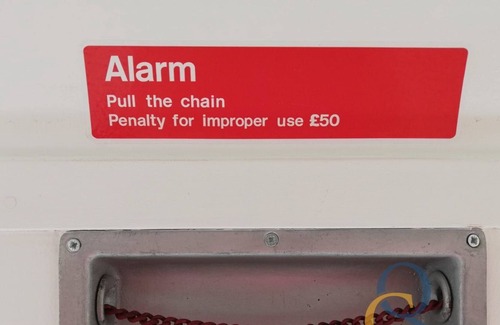 Alarm
Pull the chain
Penalty for improper use £50